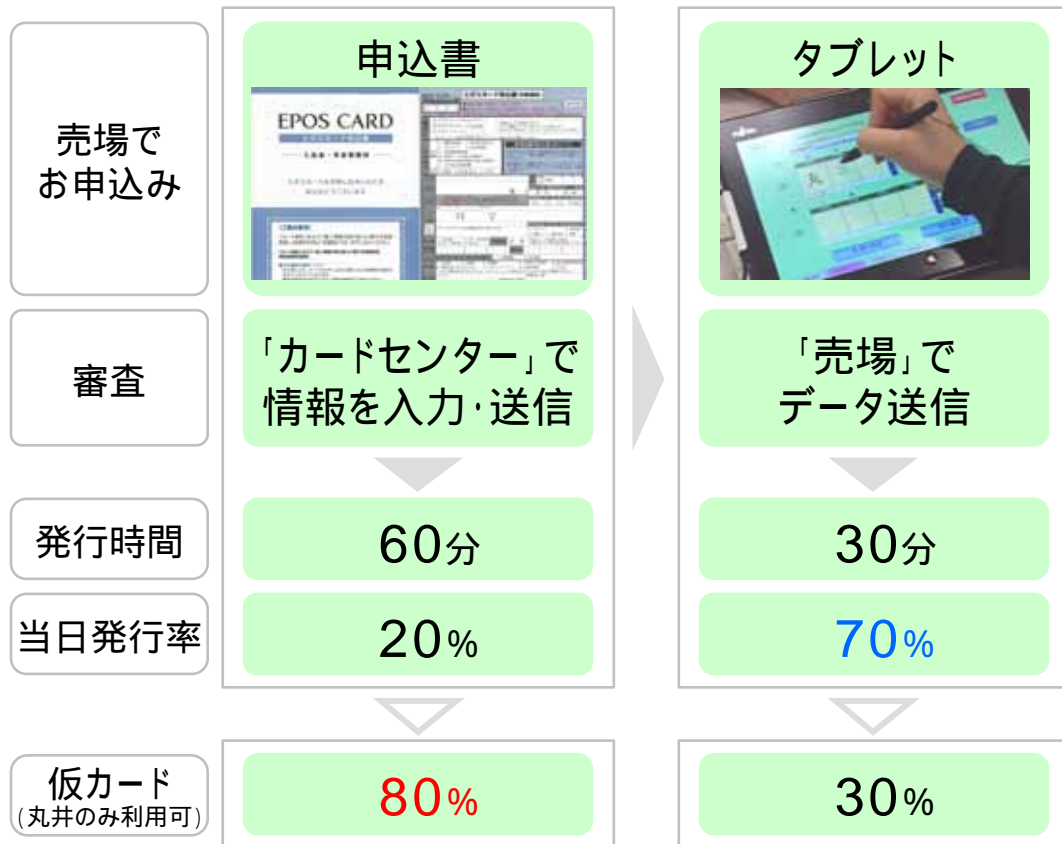 売場で
お申込み
申込書
EPOS CARD
タブレット
審査
「カードセンター」で
情報を入力・送信
「売場」で
データ送信
発行時間
60分
30分
当日発行率
20%
70%
仮カード
(丸井のみ利用可)
80%
30%